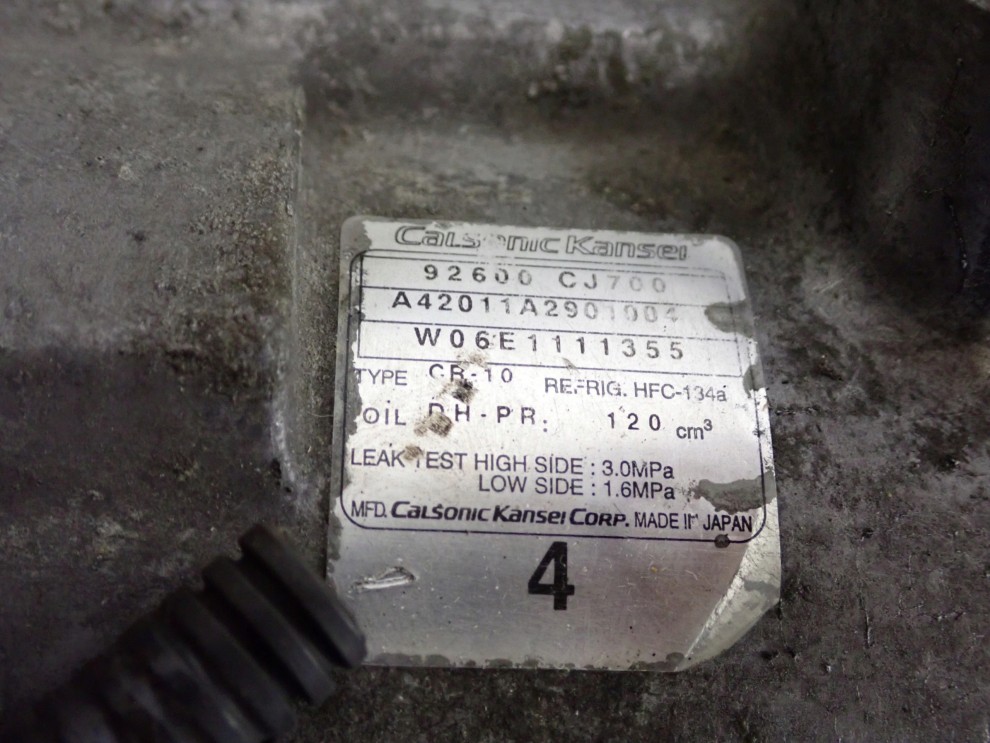 Calsonic Kansei
92600 CJ700
A42011A2901004
W06E1111355
TYPE CR-10 REFRIG. HFC-134a
OIL DH-PR: 120 cm³
LEAK TEST HIGH SIDE : 3.0MPa
LOW SIDE : 1.6MPa
MFD. Calsonic Kansei Corp. MADE IN JAPAN
4